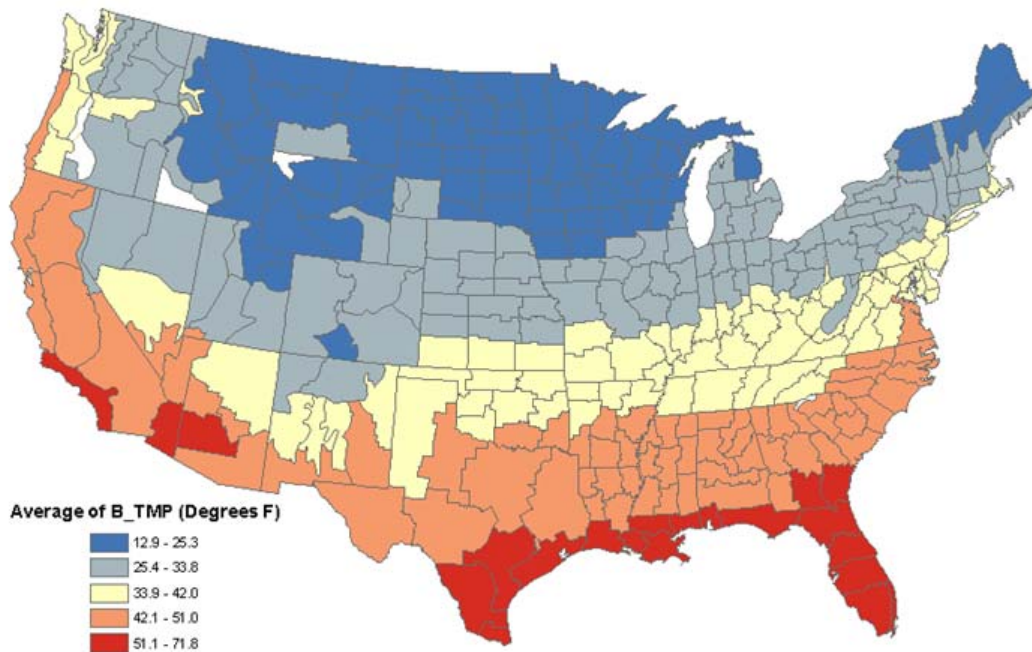 Average of B_TMP (Degrees F)
12.9 - 25.3
25.4 - 33.8
33.9 - 42.0
42.1 - 51.0
51.1 - 71.8